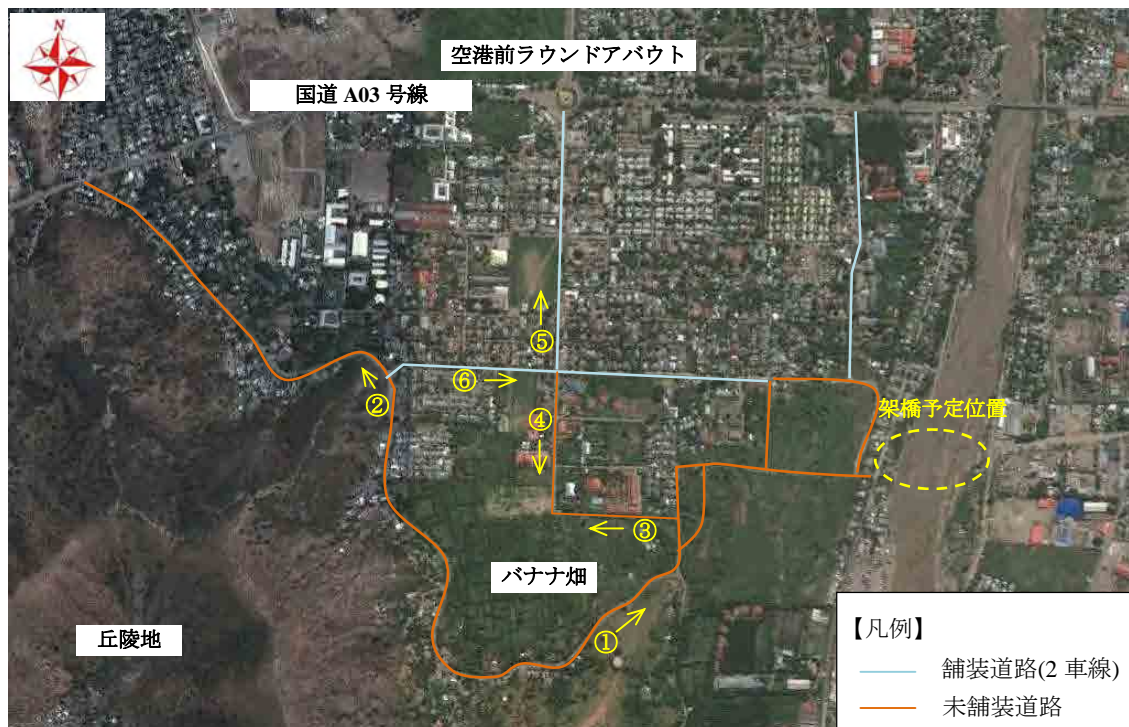 N
空港前ラウンドアバウト
国道 A03 号線
⑤
⑥
②
④
架橋予定位置
③
バナナ畑
①
丘陵地
【凡例】
舗装道路(2 車線)
未舗装道路